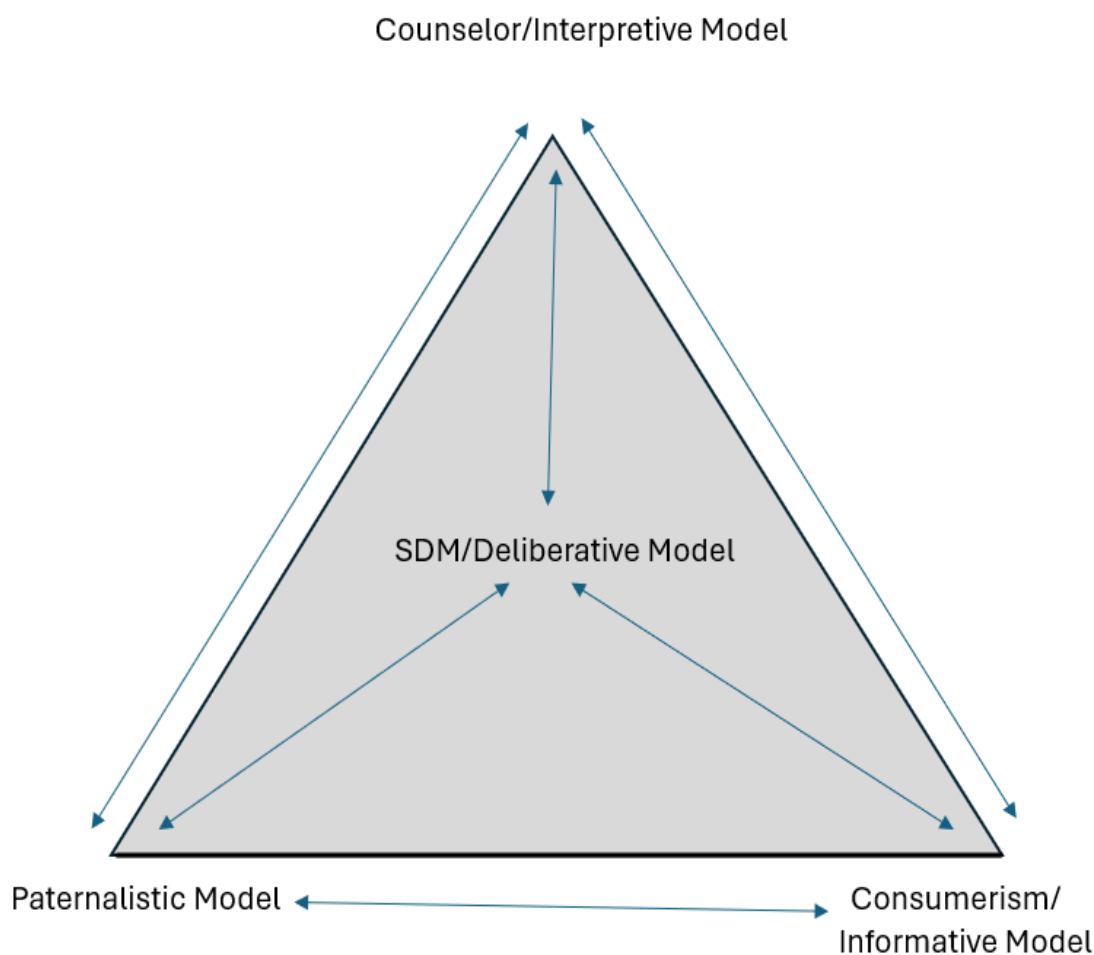 Counselor/Interpretive Model
SDM/Deliberative Model
Paternalistic Model
Consumerism/
Informative Model